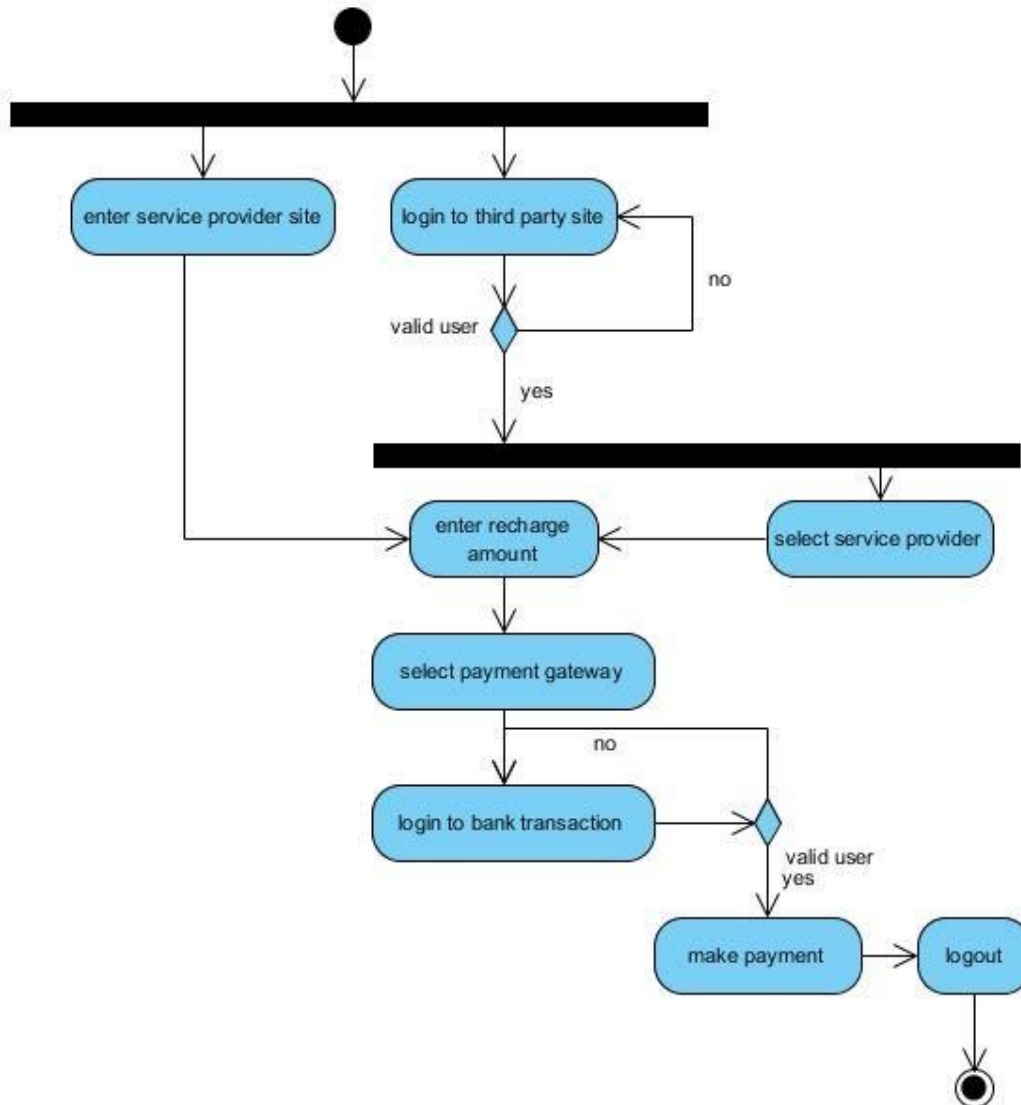 enter service provider site
login to third party site
no
valid user
yes
enter recharge
amount
select service provider
select payment gateway
no
login to bank transaction
valid user
yes
make payment
logout